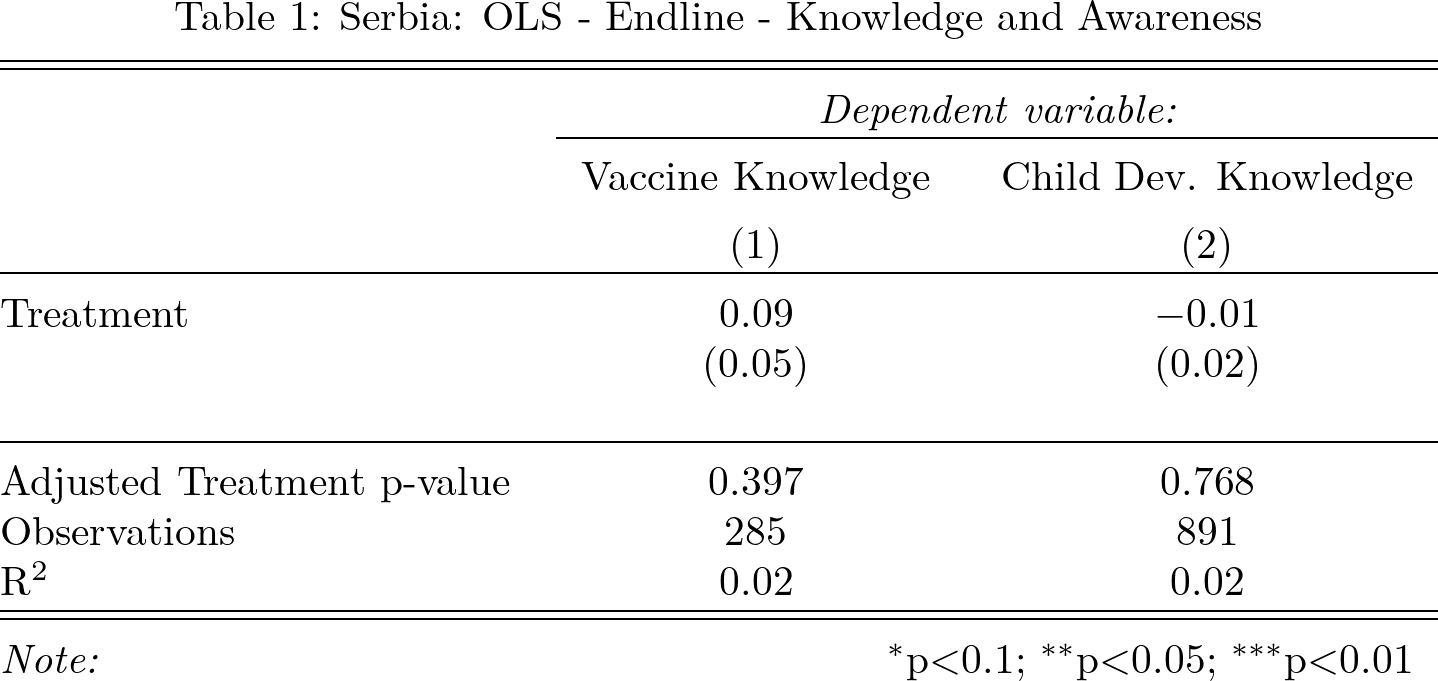 Table 1: Serbia: OLS - Endline - Knowledge and Awareness
Dependent variable:
Vaccine Knowledge Child Dev. Knowledge
(1) (2)
Treatment 0.09 −0.01
(0.05) (0.02)
Adjusted Treatment p-value 0.397 0.768
Observations 285 891
R² 0.02 0.02
Note: *p<0.1; **p<0.05; ***p<0.01